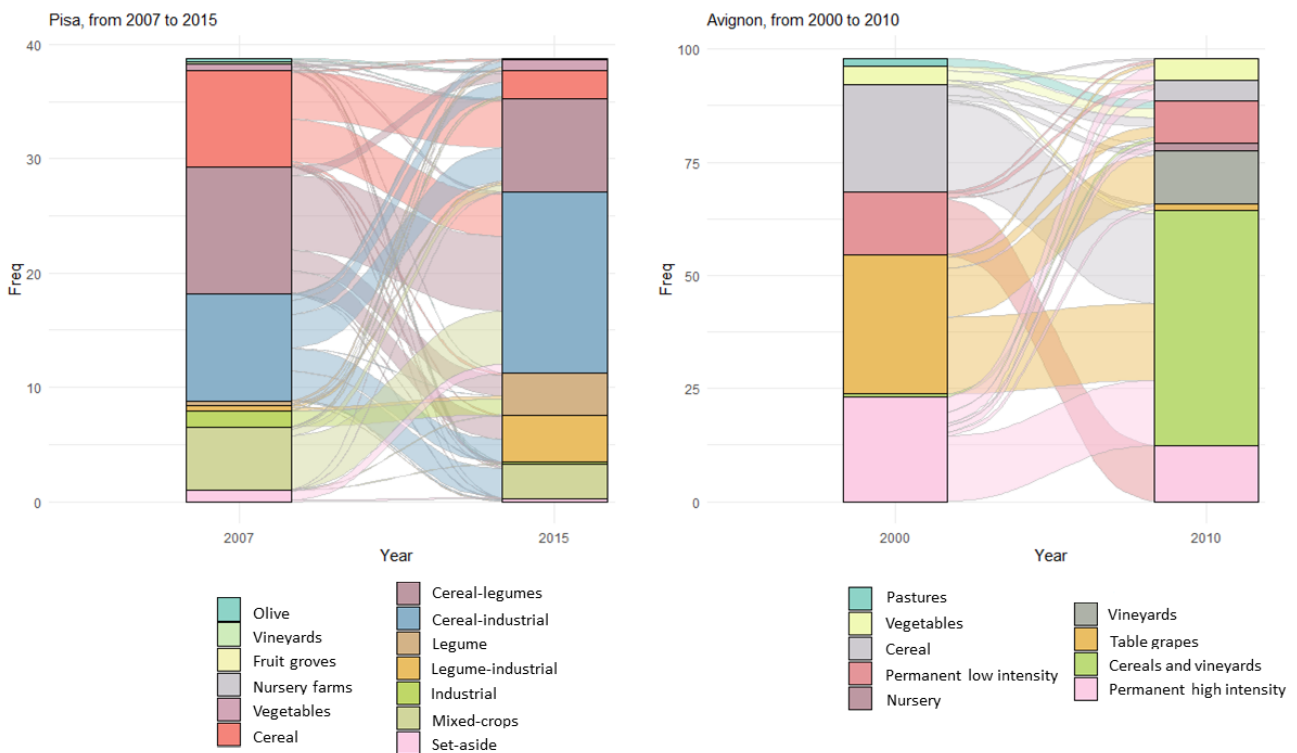 Pisa, from 2007 to 2015
40
30
20
10
0
Freq
2007
2015
Year
Olive
Vineyards
Fruit groves
Nursery farms
Vegetables
Cereal
Cereal-legumes
Cereal-industrial
Legume
Legume-industrial
Industrial
Mixed-crops
Set-aside
Avignon, from 2000 to 2010
100
75
50
25
0
Freq
2000
2010
Year
Pastures
Vegetables
Cereal
Permanent low intensity
Nursery
Vineyards
Table grapes
Cereals and vineyards
Permanent high intensity